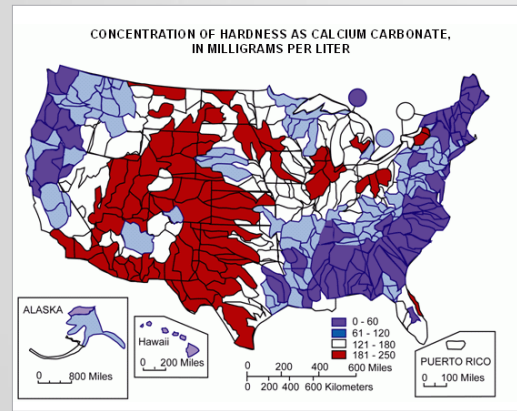 CONCENTRATION OF HARDNESS AS CALCIUM CARBONATE,
IN MILLIGRAMS PER LITER
ALASKA
0 800 Miles
Hawaii
0 200 Miles
0 200 400 600 Miles
0 200 400 600 Kilometers
0 - 60
61 - 120
121 - 180
181 - 250
PUERTO RICO
0 100 Miles